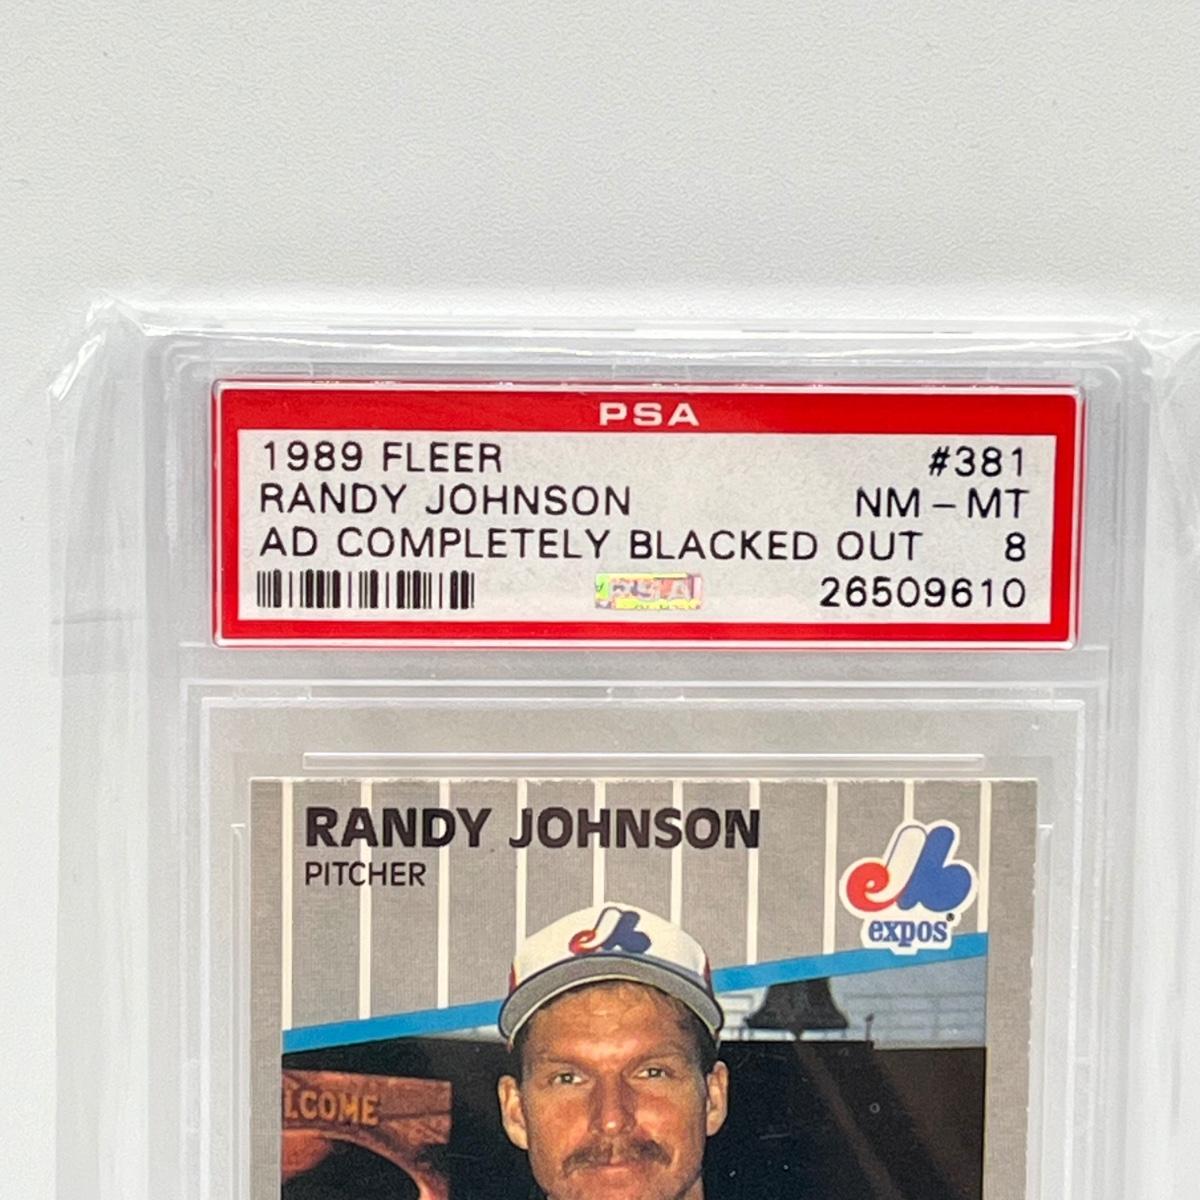 PSA
1989 FLEER #381
RANDY JOHNSON NM-MT
AD COMPLETELY BLACKED OUT 8
PSA
26509610
RANDY JOHNSON
PITCHER
expos
LCOME